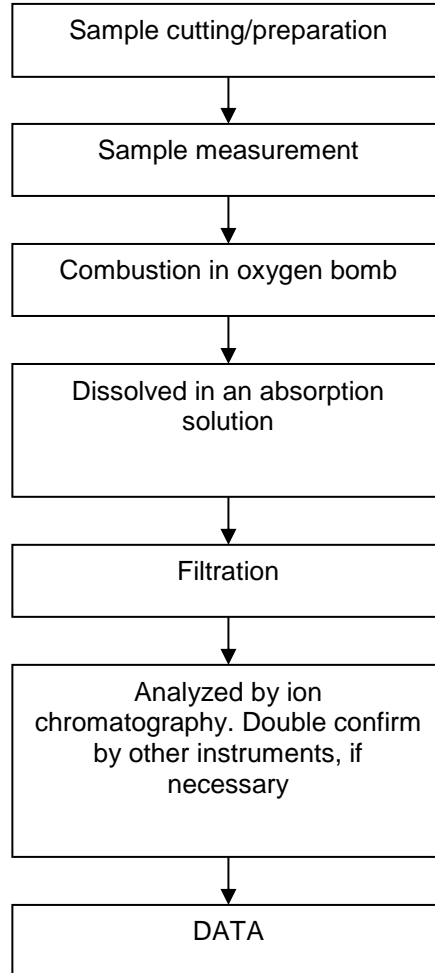 Sample cutting/preparation
Sample measurement
Combustion in oxygen bomb
Dissolved in an absorption
solution
Filtration
Analyzed by ion
chromatography. Double confirm
by other instruments, if
necessary
DATA